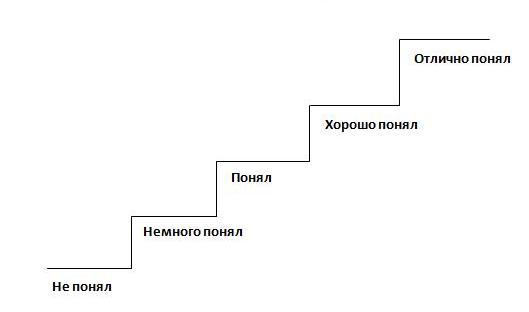 Отлично понял
Хорошо понял
Понял
Немного понял
Не понял